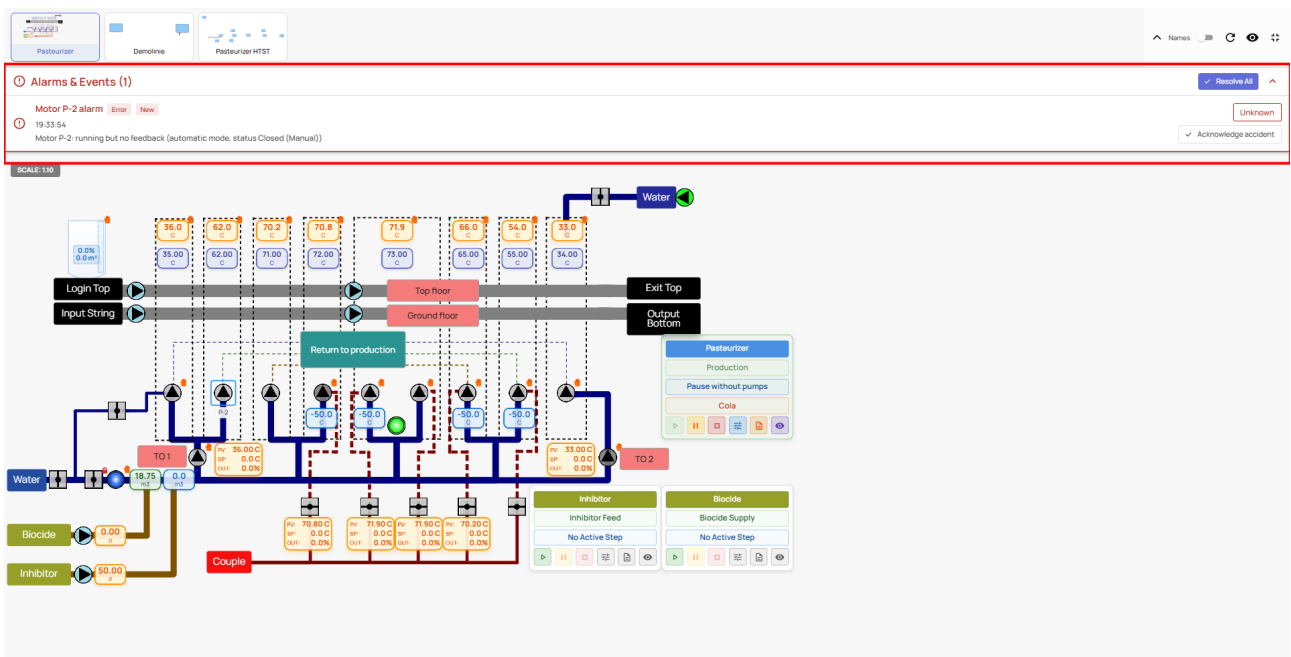 Pasteurizer
Demolinie
Pasteurizer HTST
Names
Alarms & Events (1)
Resolve All
Motor P-2 alarm Error New
19:33:54
Motor P-2: running but no feedback (automatic mode, status Closed (Manual))
Unknown
Acknowledge accident
SCALE: 1.10
Water
36.0 C
62.0 C
70.2 C
70.8 C
71.9 C
66.0 C
54.0 C
33.0 C
0.0%
0.0 m³
35.00 C
62.00 C
71.00 C
72.00 C
73.00 C
65.00 C
55.00 C
34.00 C
Login Top
Top floor
Exit Top
Input String
Ground floor
Output
Bottom
Return to production
Pasteurizer
Production
Pause without pumps
Cola
P-2
-50.0 C
-50.0 C
-50.0 C
-50.0 C
TO 1
PV: 36.00 C
SP: 0.0 C
OUT: 0.0%
PV: 33.00 C
SP: 0.0 C
OUT: 0.0%
TO 2
Water
18.75
m3
0.0
m3
Biocide
0.00
Inhibitor
50.00
PV: 70.80 C
SP: 0.0 C
OUT: 0.0%
PV: 71.90 C
SP: 0.0 C
OUT: 0.0%
PV: 71.90 C
SP: 0.0 C
OUT: 0.0%
PV: 70.20 C
SP: 0.0 C
OUT: 0.0%
Couple
Inhibitor
Inhibitor Feed
No Active Step
Biocide
Biocide Supply
No Active Step